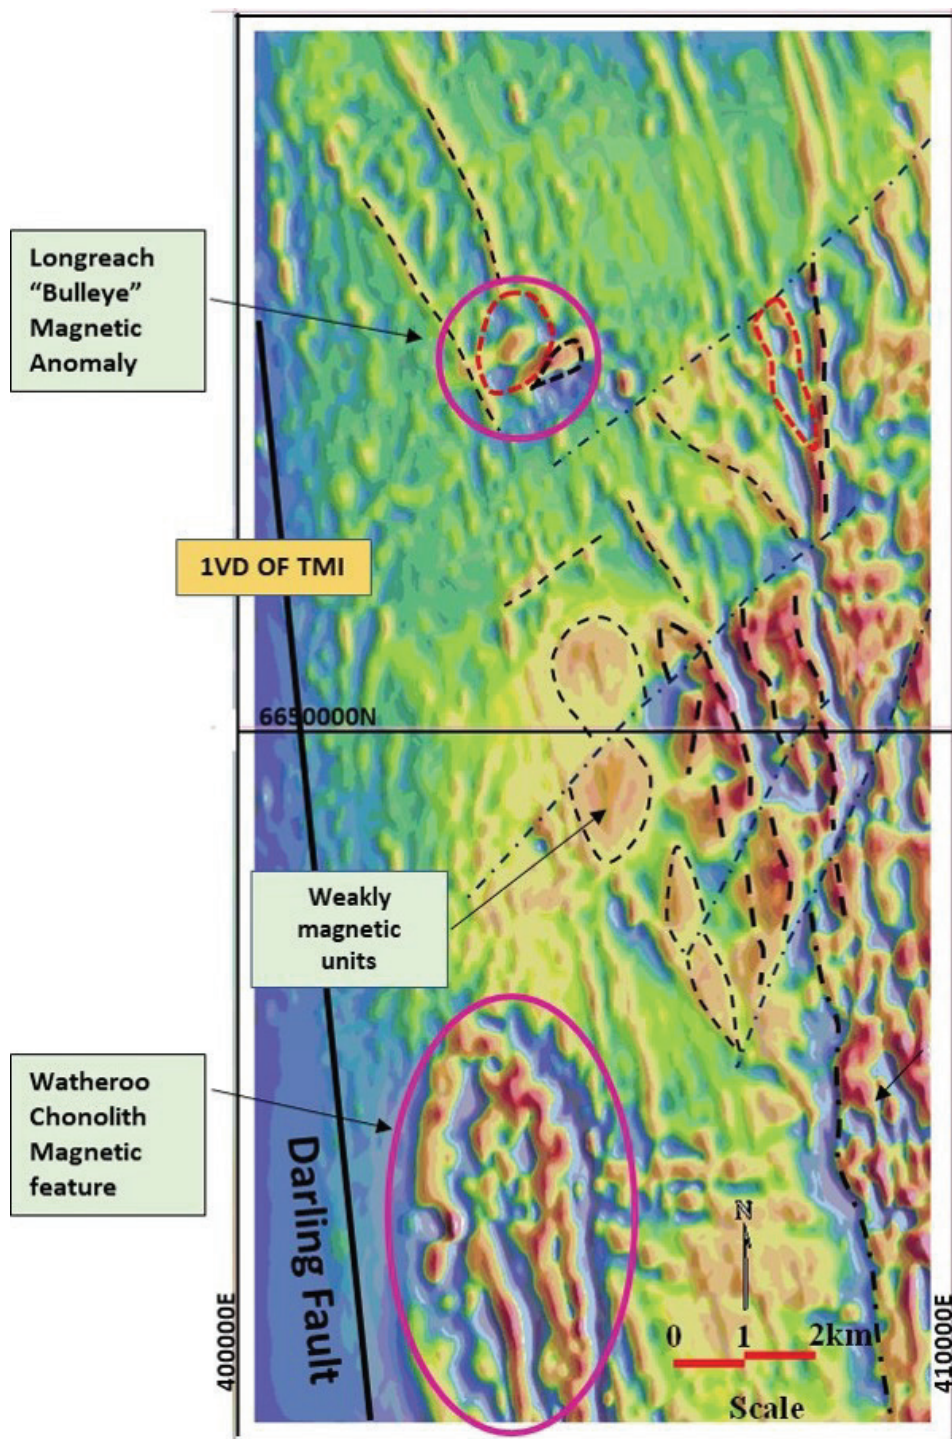 Longreach
“Bulleye”
Magnetic
Anomaly
1VD OF TMI
6650000N
Weakly
magnetic
units
Watheroo
Chonolith
Magnetic
feature
Darling Fault
N
0 1 2km
Scale
400000E
410000E